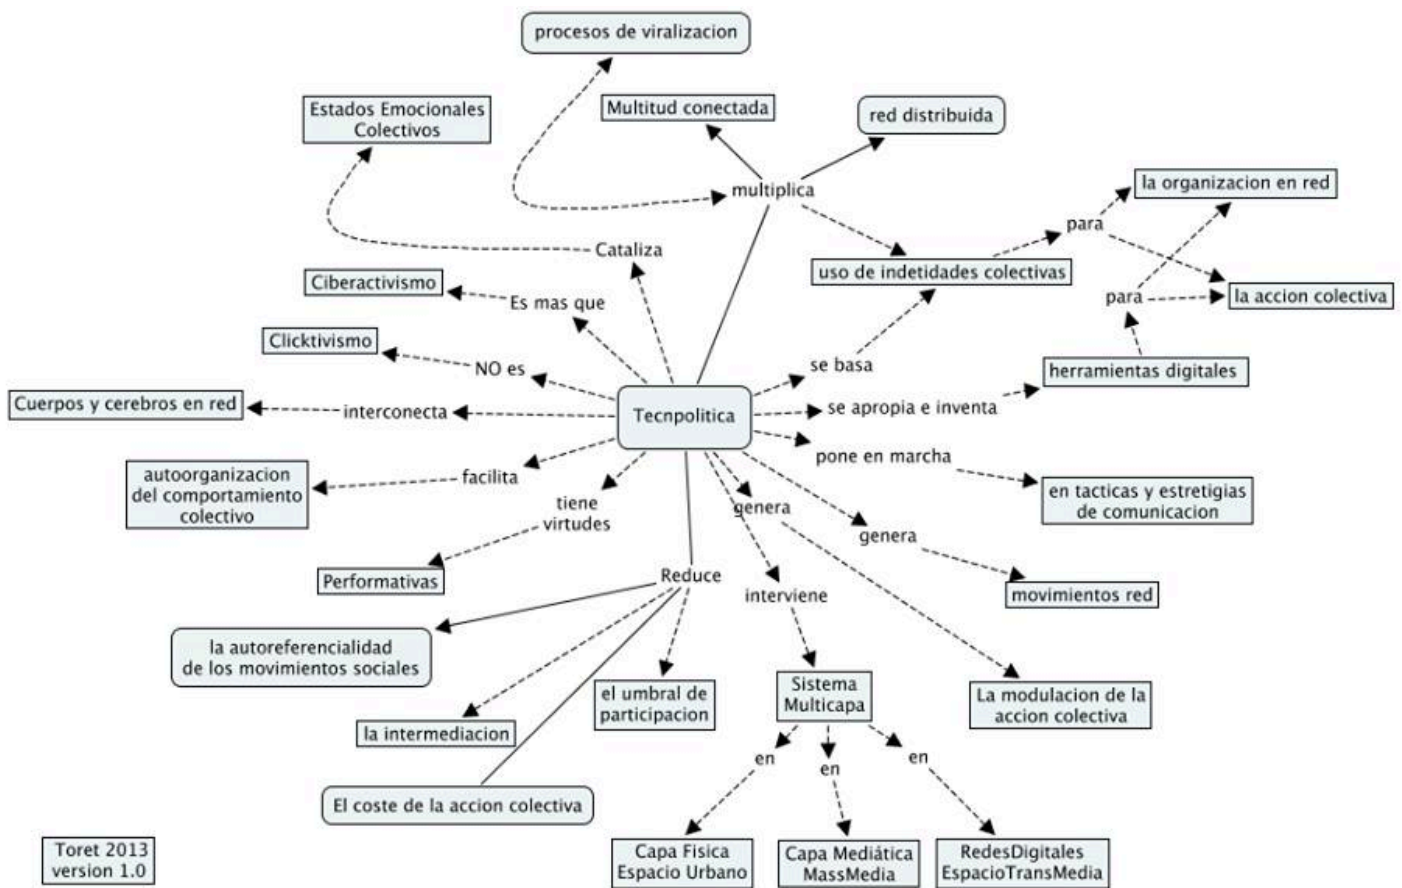 procesos de viralizacion
Estados Emocionales
Colectivos
Multitud conectada
red distribuida
multiplica
la organizacion en red
para
Cataliza
uso de indetidades colectivas
Ciberactivismo
Es mas que
para
la accion colectiva
Clicktivismo
NO es
se basa
herramientas digitales
Cuerpos y cerebros en red
interconecta
Tecnpolitica
se apropia e inventa
autoorganizacion
del comportamiento
colectivo
facilita
pone en marcha
tiene
virtudes
genera
en tacticas y estretigias
de comunicacion
genera
Performativas
Reduce
interviene
movimientos red
la autoreferencialidad
de los movimientos sociales
el umbral de
participacion
Sistema
Multicapa
La modulacion de la
accion colectiva
la intermediacion
en
en
en
El coste de la accion colectiva
Toret 2013
version 1.0
Capa Fisica
Espacio Urbano
Capa Mediática
MassMedia
RedesDigitales
EspacioTransMedia